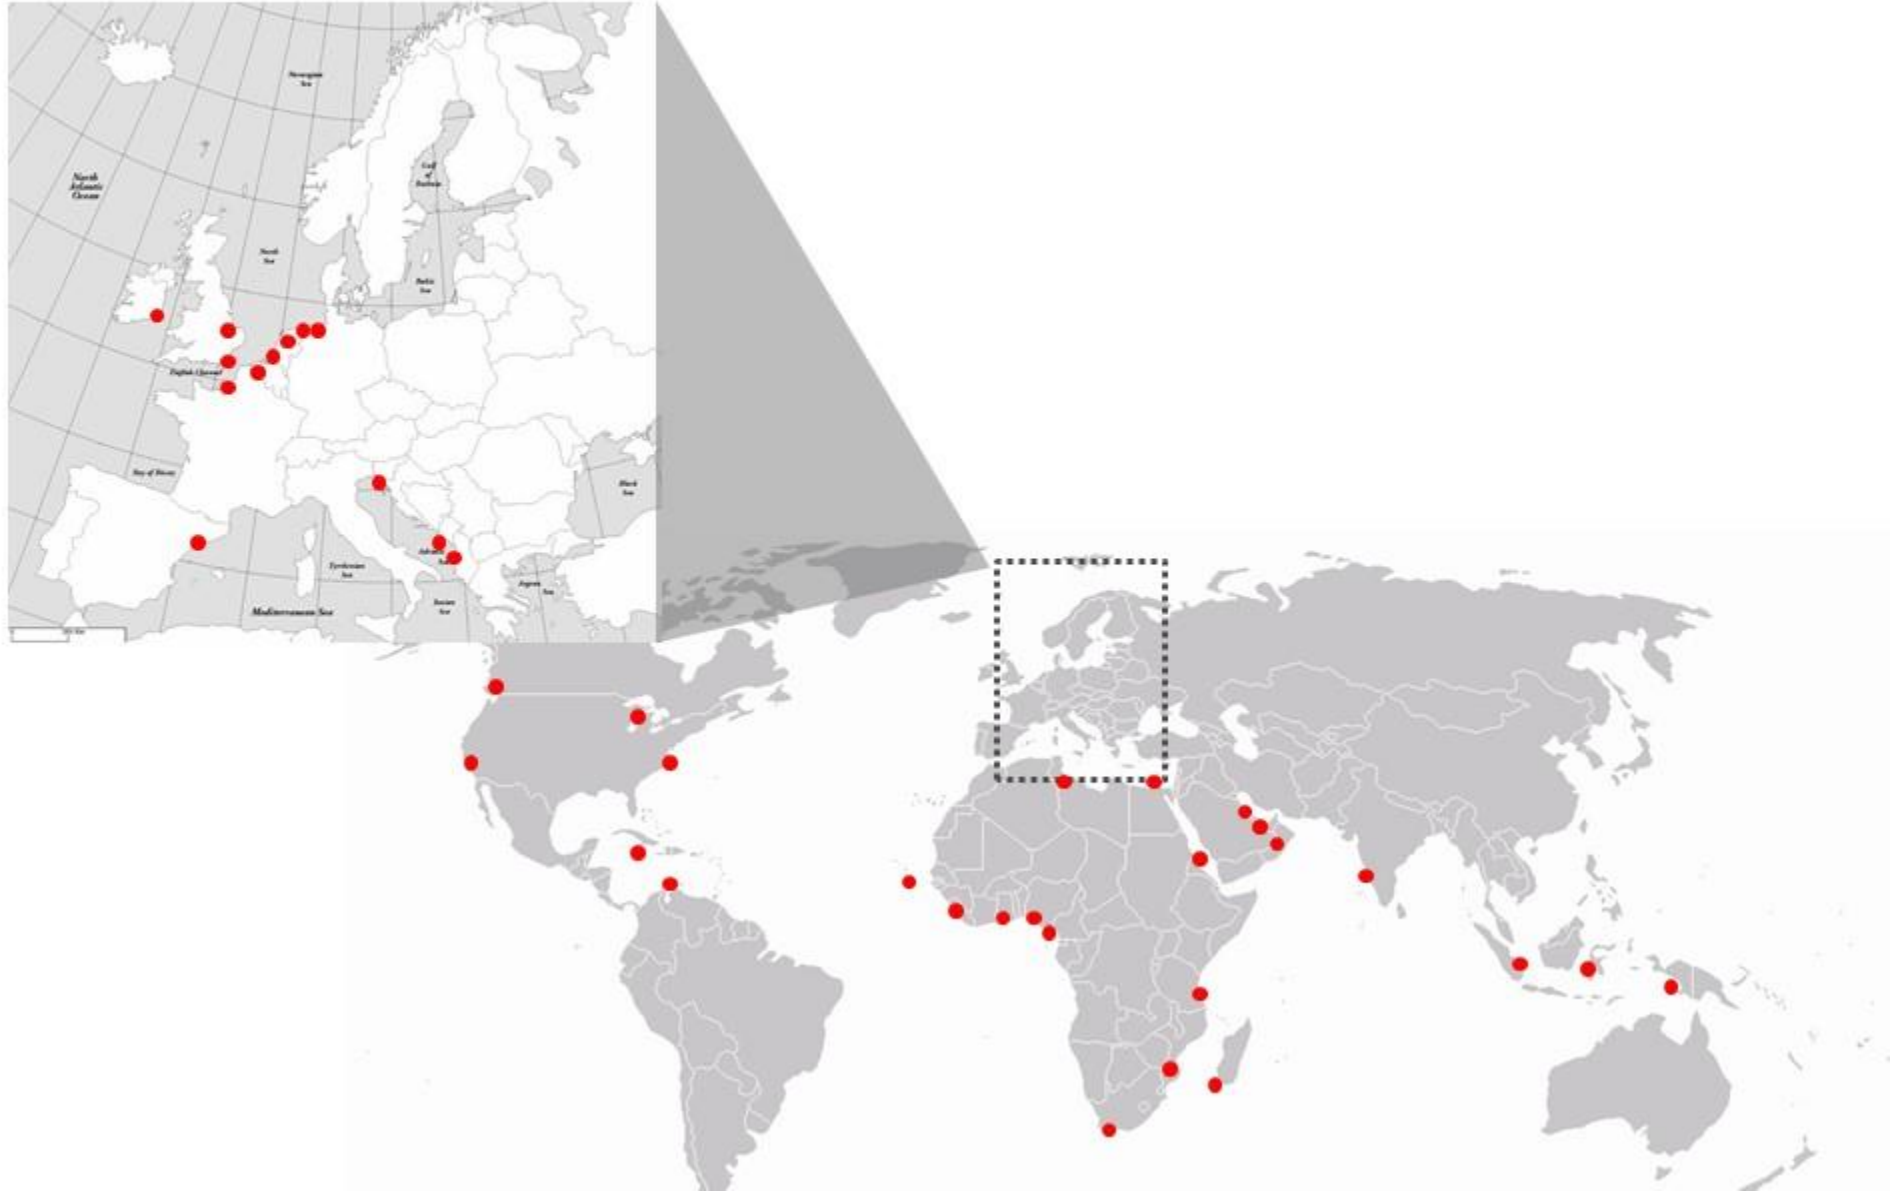 Norwegian
Sea
North
Atlantic
Ocean
Gulf
of
Bothnia
North
Sea
Baltic
Sea
English Channel
Bay of Biscay
Black
Sea
Adriatic
Sea
Tyrrhenian
Sea
Aegean
Sea
Ionian
Sea
Mediterranean Sea